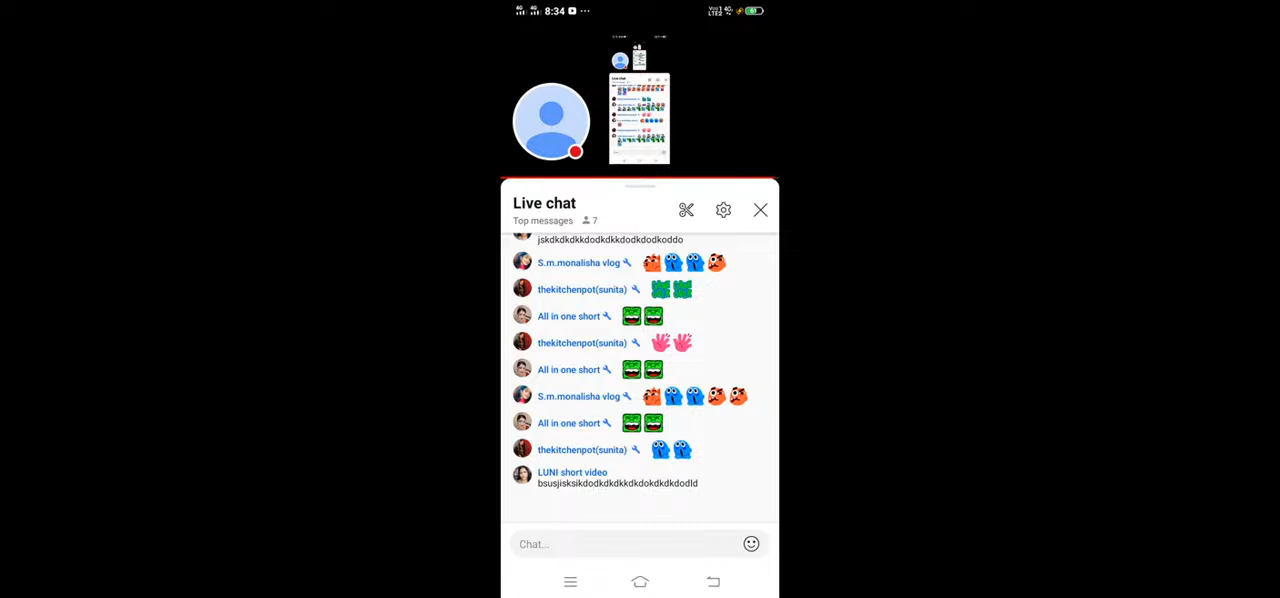 8:34
Live chat
Top messages 7
jskdkdkdkkdodkdkkdodkdodkoddo
S.m.monalisha vlog
thekitchenpot(sunita)
All in one short
thekitchenpot(sunita)
All in one short
S.m.monalisha vlog
All in one short
thekitchenpot(sunita)
LUNI short video
bsusjisksikdodkdkdkkdkdokdkdkdodld
Chat...